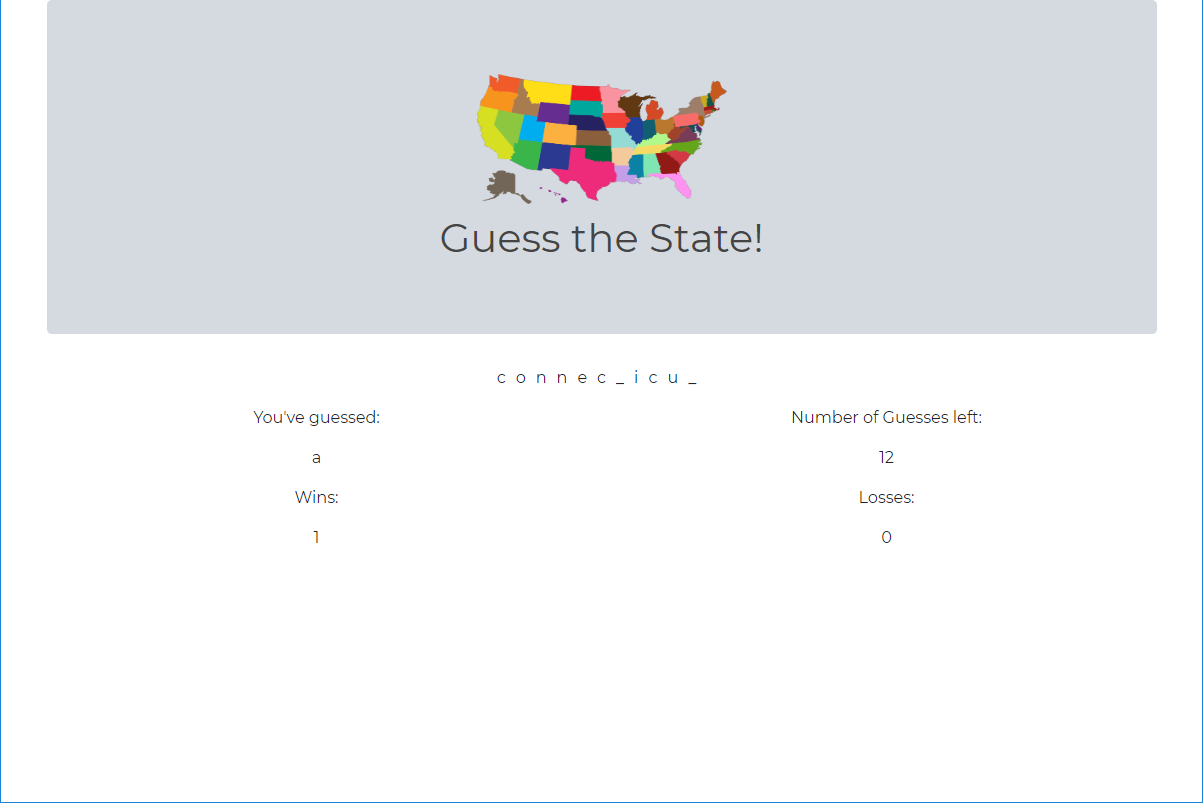 Guess the State!
c o n n e c _ i c u _
You've guessed:
Number of Guesses left:
a
12
Wins:
Losses:
1
0